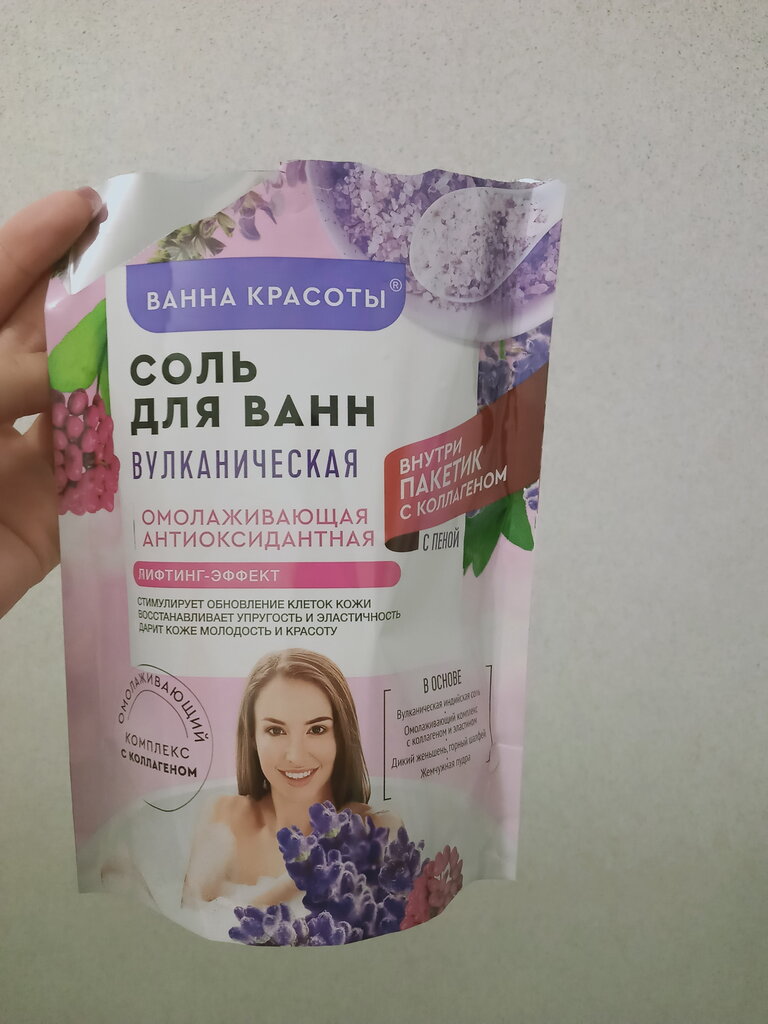 ВАННА КРАСОТЫ®
СОЛЬ
ДЛЯ ВАНН
ВУЛКАНИЧЕСКАЯ
ВНУТРИ
ПАКЕТИК
С КОЛЛАГЕНОМ
ОМОЛАЖИВАЮЩАЯ
АНТИОКСИДАНТНАЯ
С ПЕНОЙ
ЛИФТИНГ-ЭФФЕКТ
СТИМУЛИРУЕТ ОБНОВЛЕНИЕ КЛЕТОК КОЖИ
ВОССТАНАВЛИВАЕТ УПРУГОСТЬ И ЭЛАСТИЧНОСТЬ
ДАРИТ КОЖЕ МОЛОДОСТЬ И КРАСОТУ
ОМОЛАЖИВАЮЩИЙ
КОМПЛЕКС
С КОЛЛАГЕНОМ
В ОСНОВЕ
Вулканическая индийская соль
Омолаживающий комплекс
с коллагеном и эластином
Дикий женьшень, горный шалфей
Жемчужная пудра